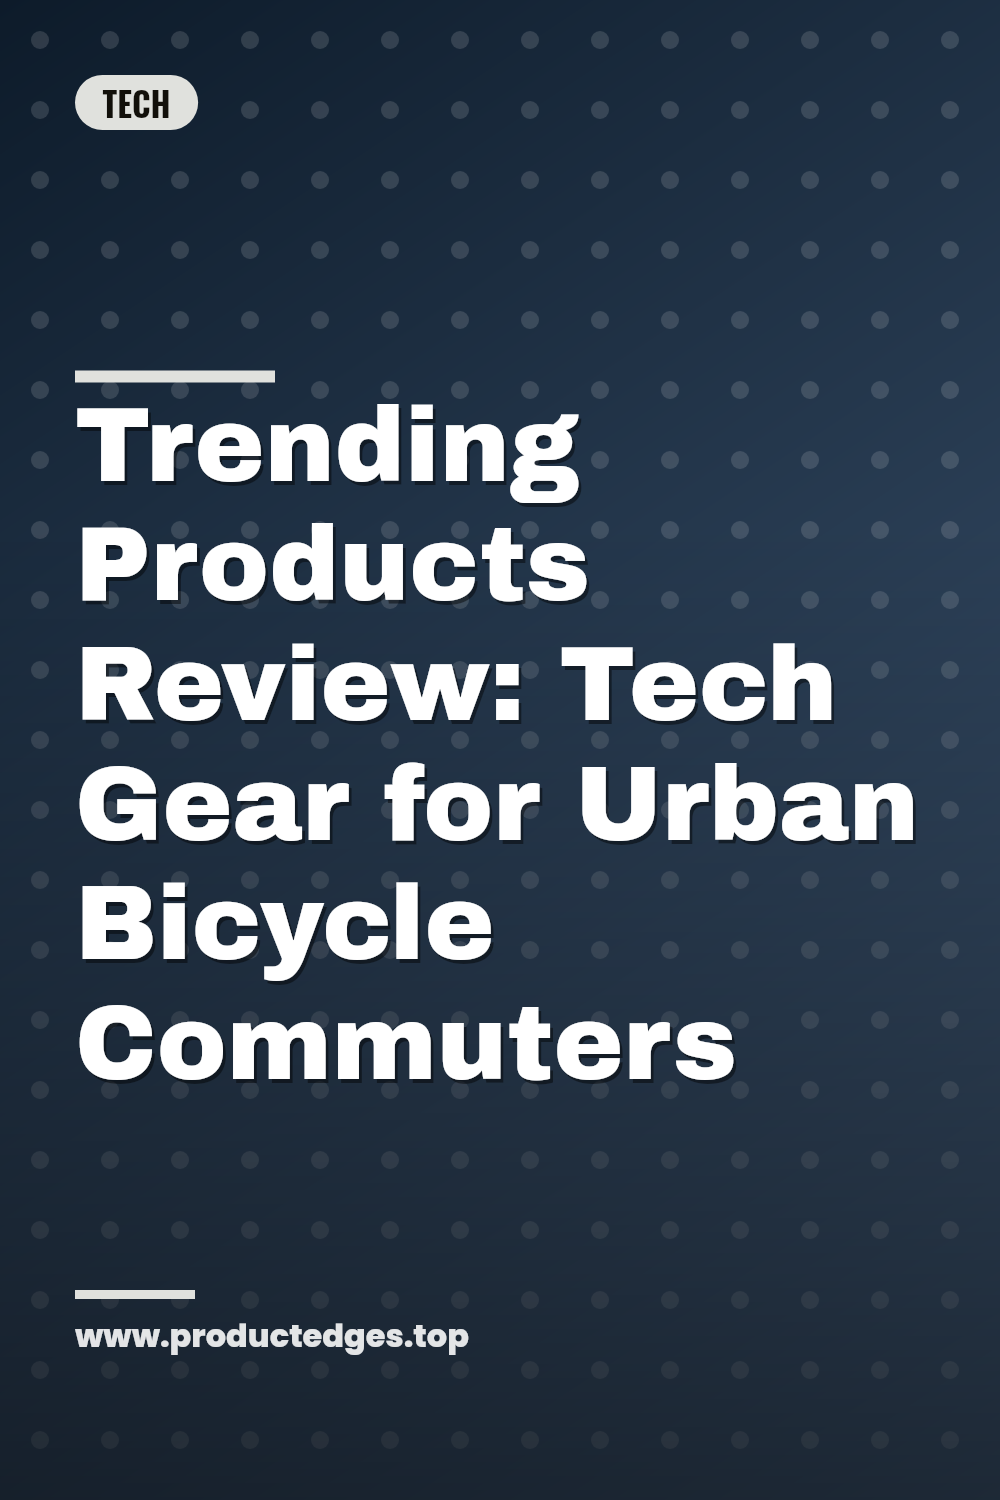 TECH
Trending
Products
Review: Tech
Gear for Urban
Bicycle
Commuters
www.productedges.top